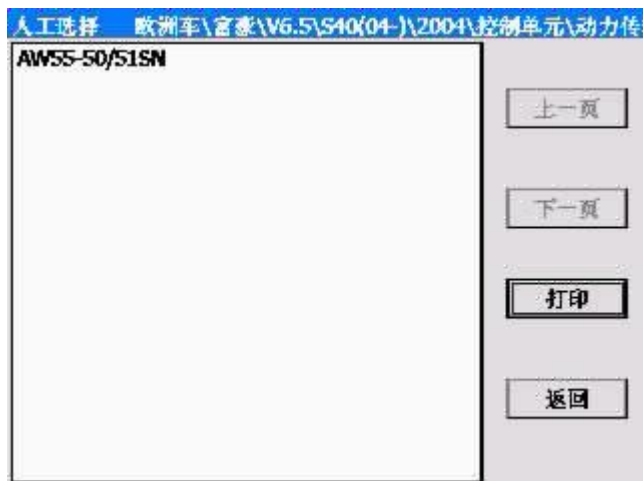 人工选择 欧洲车\富豪\V6.5\S40(04-)\2004\控制单元\动力传
AW55-50/51SN
上一页
下一页
打印
返回